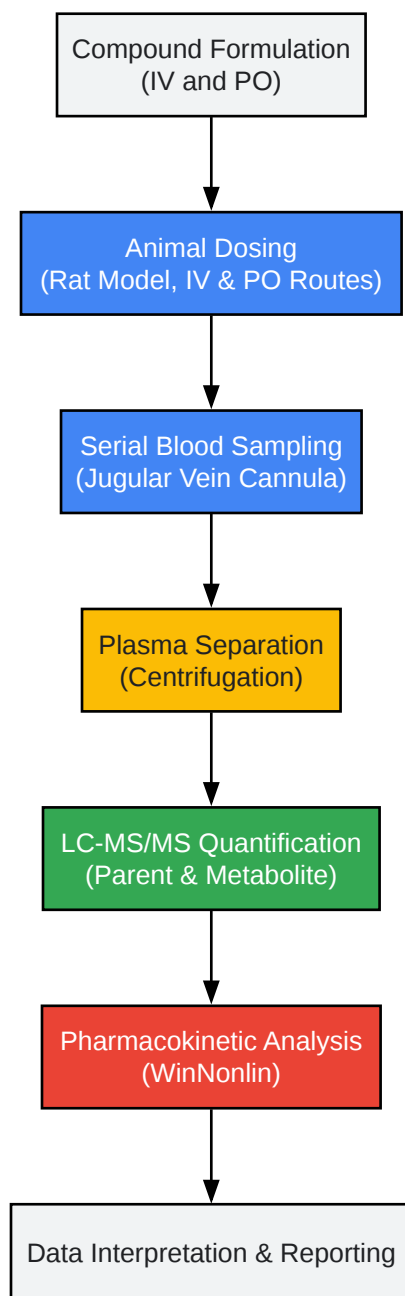 Compound Formulation
(IV and PO)
Animal Dosing
(Rat Model, IV & PO Routes)
Serial Blood Sampling
(Jugular Vein Cannula)
Plasma Separation
(Centrifugation)
LC-MS/MS Quantification
(Parent & Metabolite)
Pharmacokinetic Analysis
(WinNonlin)
Data Interpretation & Reporting